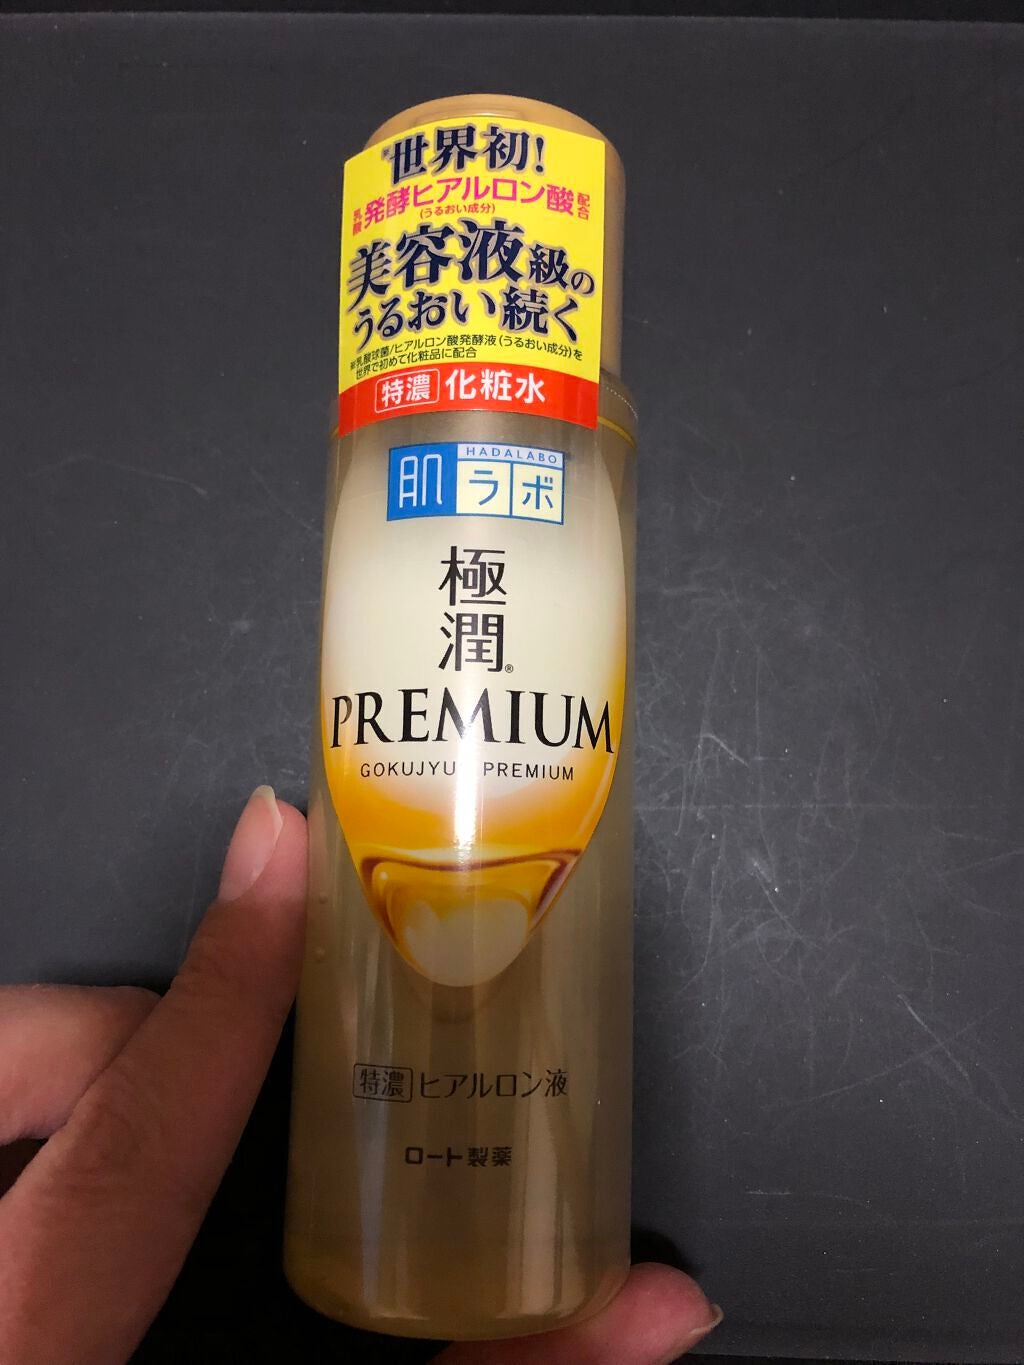 ※世界初!
乳酸発酵ヒアルロン酸配合
(うるおい成分)
美容液級の
うるおい続く
※乳酸球菌/ヒアルロン酸発酵液(うるおい成分)を
世界で初めて化粧品に配合
特濃 化粧水
HADALABO
肌ラボ
極
潤®
PREMIUM
GOKUJYUN PREMIUM
特濃 ヒアルロン液
ロート製薬